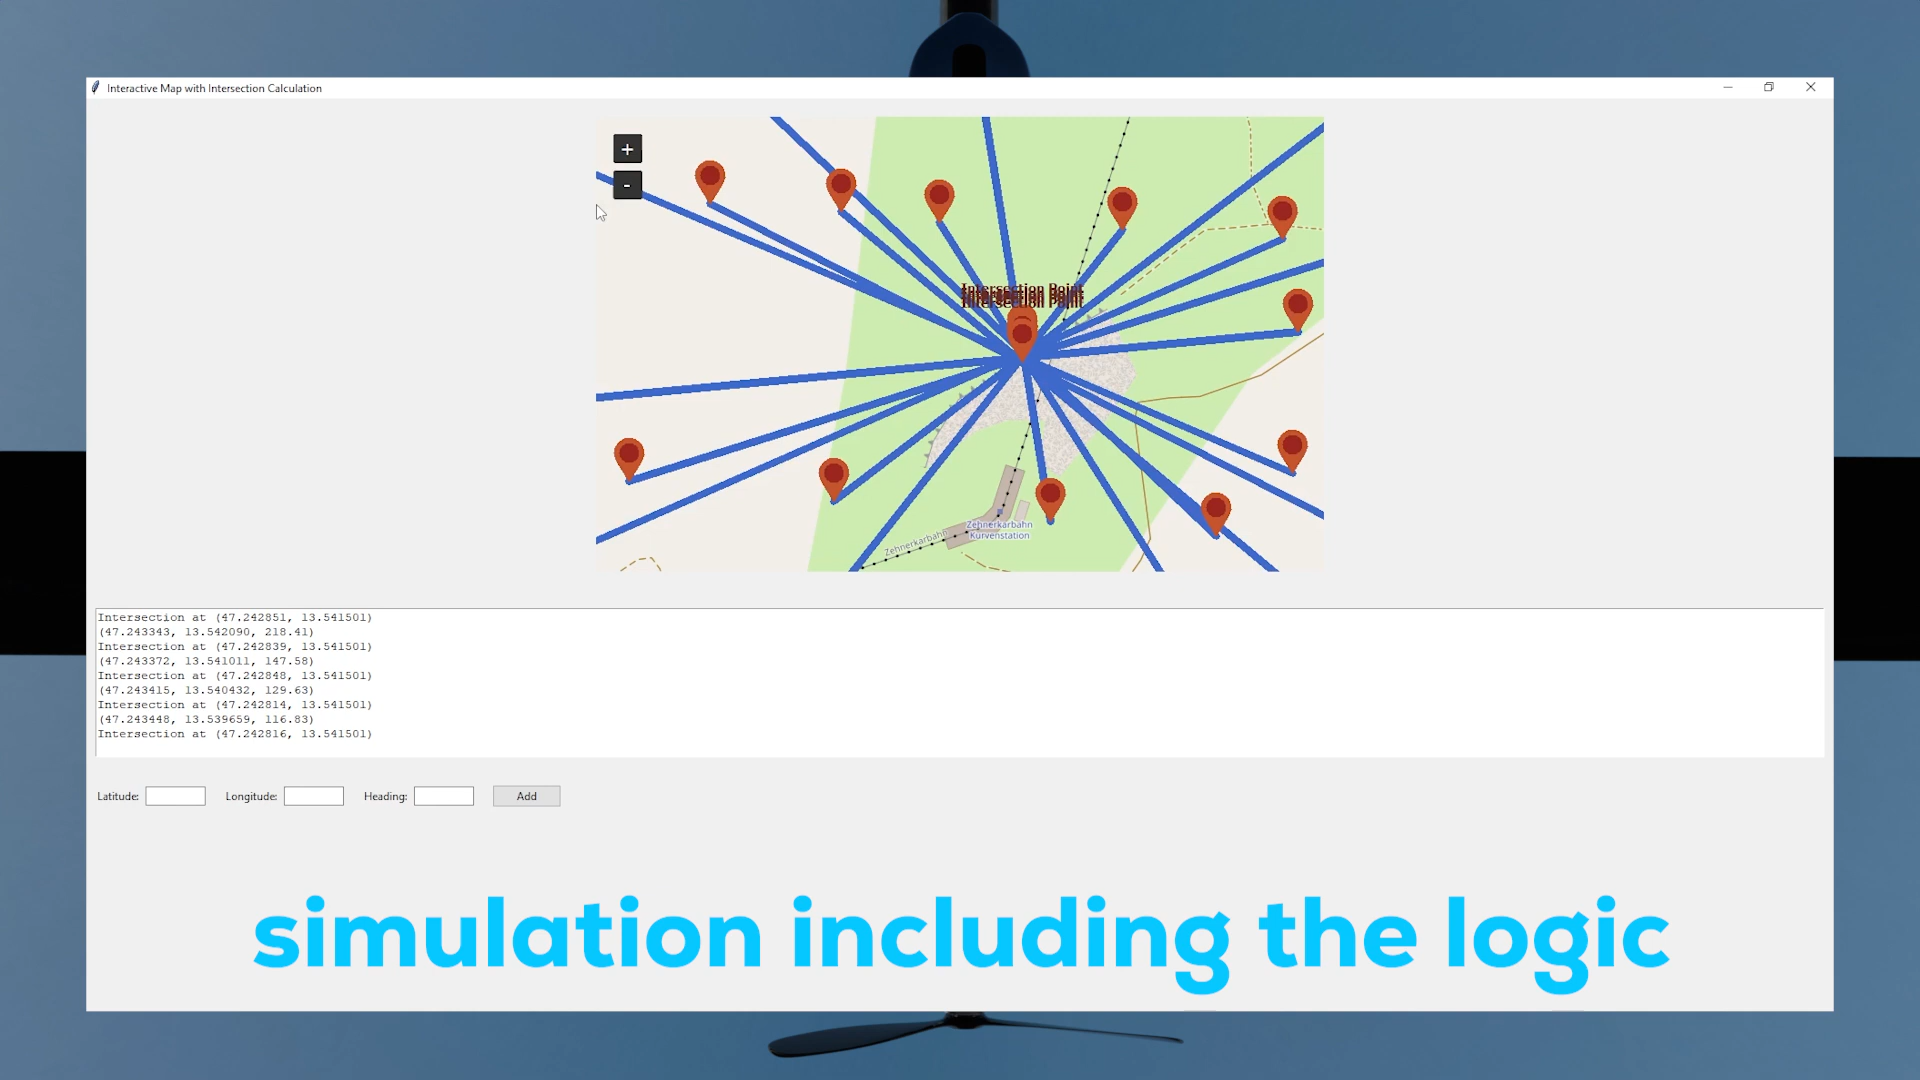 Interactive Map with Intersection Calculation
+
-
Intersection Point
Zehnerkarbahn
Kurvenstation
Zehnerkarbahn
Intersection at (47.242851, 13.541501)
(47.243343, 13.542090, 218.41)
Intersection at (47.242839, 13.541501)
(47.243372, 13.541011, 147.58)
Intersection at (47.242848, 13.541501)
(47.243415, 13.540432, 129.63)
Intersection at (47.242814, 13.541501)
(47.243448, 13.539659, 116.83)
Intersection at (47.242816, 13.541501)
Latitude: Longitude: Heading: Add
simulation including the logic